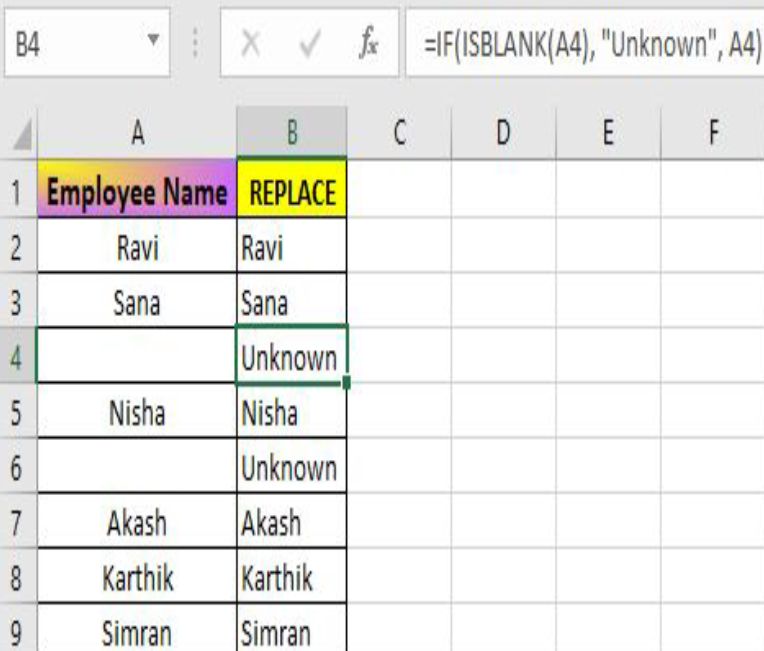 B4 fx =IF(ISBLANK(A4), "Unknown", A4)
A B C D E F
1 Employee Name REPLACE
2 Ravi Ravi
3 Sana Sana
4 Unknown
5 Nisha Nisha
6 Unknown
7 Akash Akash
8 Karthik Karthik
9 Simran Simran